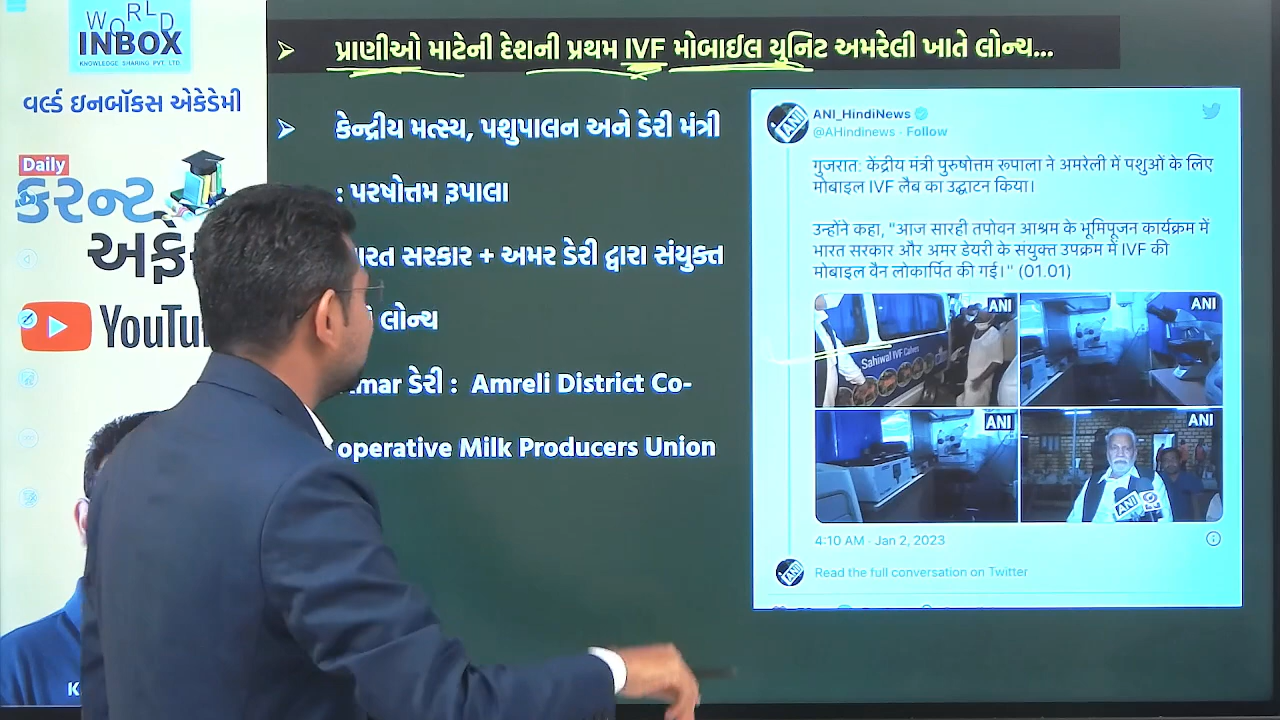 WORLD
INBOX
KNOWLEDGE SHARING PVT. LTD.
વર્લ્ડ ઇનબૉક્સ એકેડેમી
Daily
કરન્ટ
અફે
YouTu
K
➢ પ્રાણીઓ માટેની દેશની પ્રથમ IVF મોબાઈલ યુનિટ અમરેલી ખાતે લોન્ચ...
➢ કેન્દ્રીય મત્સ્ય, પશુપાલન અને ડેરી મંત્રી
: પરષોત્તમ રૂપાલા
ારત સરકાર + અમર ડેરી દ્વારા સંયુક્ત
લોન્ચ
mar ડેરી : Amreli District Co-
operative Milk Producers Union
ANI_HindiNews
@AHindinews · Follow
गुजरात: केंद्रीय मंत्री पुरुषोत्तम रूपाला ने अमरेली में पशुओं के लिए
मोबाइल IVF लैब का उद्घाटन किया।
उन्होंने कहा, "आज सारही तपोवन आश्रम के भूमिपूजन कार्यक्रम में
भारत सरकार और अमर डेयरी के संयुक्त उपक्रम में IVF की
मोबाइल वैन लोकार्पित की गई।" (01.01)
ANI
ANI
Sahiwal IVF Calves
ANI
ANI
ANI
4:10 AM · Jan 2, 2023
ANI
Read the full conversation on Twitter